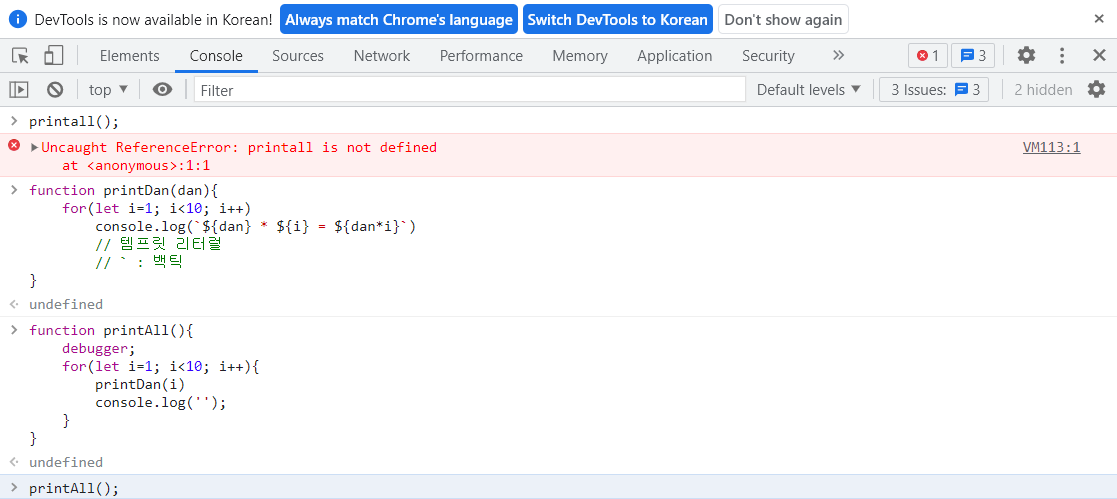 DevTools is now available in Korean! Always match Chrome's language Switch DevTools to Korean Don't show again ×
Elements Console Sources Network Performance Memory Application Security » 1 3
top ▼ Filter Default levels ▼ 3 Issues: 3 2 hidden
> printall();
▶Uncaught ReferenceError: printall is not defined VM113:1
at <anonymous>:1:1
> function printDan(dan){
for(let i=1; i<10; i++)
console.log(`${dan} * ${i} = ${dan*i}`)
// 템프릿 리터럴
// ` : 백틱
}
undefined
> function printAll(){
debugger;
for(let i=1; i<10; i++){
printDan(i)
console.log('');
}
}
undefined
> printAll();